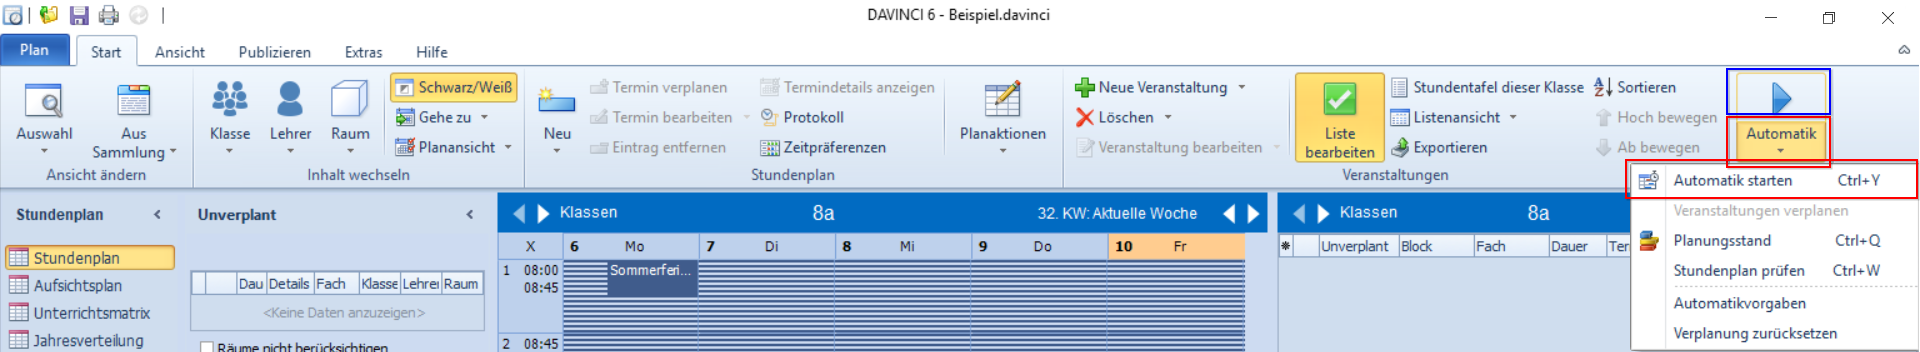 DAVINCI 6 - Beispiel.davinci
Plan Start Ansicht Publizieren Extras Hilfe
Auswahl
Aus Sammlung
Ansicht ändern
Klasse
Lehrer
Raum
Schwarz/Weiß
Gehe zu
Planansicht
Inhalt wechseln
Neu
Termin verplanen
Termin bearbeiten
Eintrag entfernen
Termindetails anzeigen
Protokoll
Zeitpräferenzen
Stundenplan
Planaktionen
Neue Veranstaltung
Löschen
Veranstaltung bearbeiten
Liste
bearbeiten
Stundentafel dieser Klasse
Listenansicht
Exportieren
Sortieren
Hoch bewegen
Ab bewegen
Veranstaltungen
Automatik
Automatik starten Ctrl+Y
Veranstaltungen verplanen
Planungsstand Ctrl+Q
Stundenplan prüfen Ctrl+W
Automatikvorgaben
Verplanung zurücksetzen
Stundenplan
Stundenplan
Aufsichtsplan
Unterrichtsmatrix
Jahresverteilung
Unverplant
Dau Details Fach Klasse Lehrer Raum
<Keine Daten anzuzeigen>
Räume nicht berücksichtigen
Klassen 8a 32. KW: Aktuelle Woche
X 6 Mo 7 Di 8 Mi 9 Do 10 Fr
1 08:00 Sommerferi...
08:45
2 08:45
Klassen 8a
Unverplant Block Fach Dauer Ter